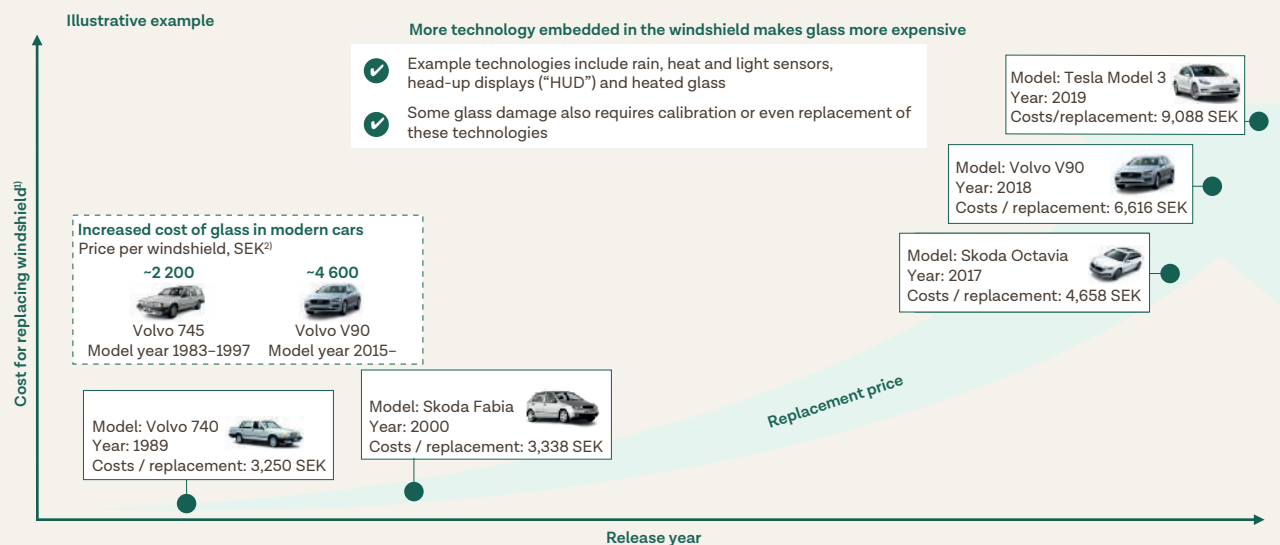 Illustrative example
More technology embedded in the windshield makes glass more expensive
Example technologies include rain, heat and light sensors,
head-up displays (“HUD”) and heated glass
Some glass damage also requires calibration or even replacement of
these technologies
Model: Tesla Model 3
Year: 2019
Costs/replacement: 9,088 SEK
Model: Volvo V90
Year: 2018
Costs / replacement: 6,616 SEK
Model: Skoda Octavia
Year: 2017
Costs / replacement: 4,658 SEK
Cost for replacing windshield¹⁾
Increased cost of glass in modern cars
Price per windshield, SEK²⁾
~2 200
Volvo 745
Model year 1983–1997
~4 600
Volvo V90
Model year 2015–
Model: Volvo 740
Year: 1989
Costs / replacement: 3,250 SEK
Model: Skoda Fabia
Year: 2000
Costs / replacement: 3,338 SEK
Replacement price
Release year